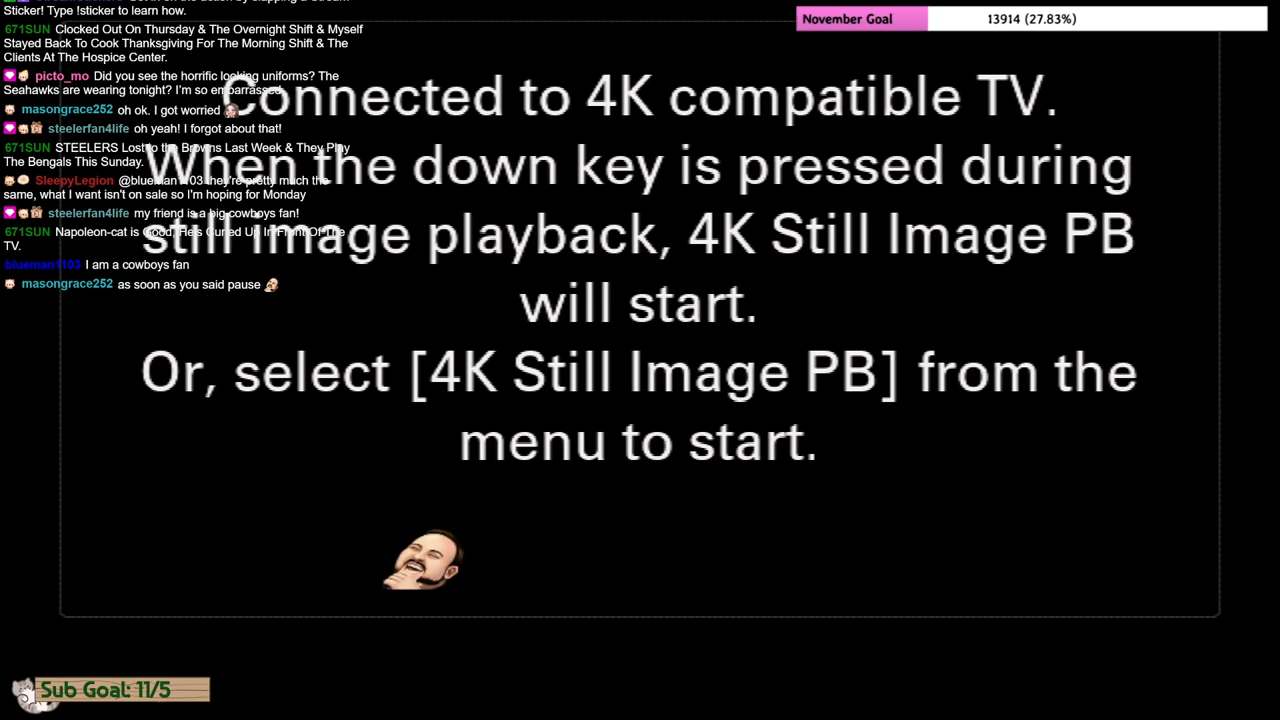 Sticker! Type !sticker to learn how.
671SUN Clocked Out On Thursday & The Overnight Shift & Myself
Stayed Back To Cook Thanksgiving For The Morning Shift & The
Clients At The Hospice Center.
picto_mo Did you see the horrific looking uniforms? The
Seahawks are wearing tonight? I'm so embarrassed.
masongrace252 oh ok. I got worried
steelerfan4life oh yeah! I forgot about that!
671SUN STEELERS Lost to the Browns Last Week & They Play
The Bengals This Sunday.
SleepyLegion @blueman1103 they're pretty much the
same, what I want isn't on sale so I'm hoping for Monday
steelerfan4life my friend is a big cowboys fan!
671SUN Napoleon-cat is Good, He's Curled Up In Front Of The
TV.
blueman1103 I am a cowboys fan
masongrace252 as soon as you said pause
November Goal 13914 (27.83%)
Connected to 4K compatible TV.
When the down key is pressed during
still image playback, 4K Still Image PB
will start.
Or, select [4K Still Image PB] from the
menu to start.
Sub Goal: 11/5